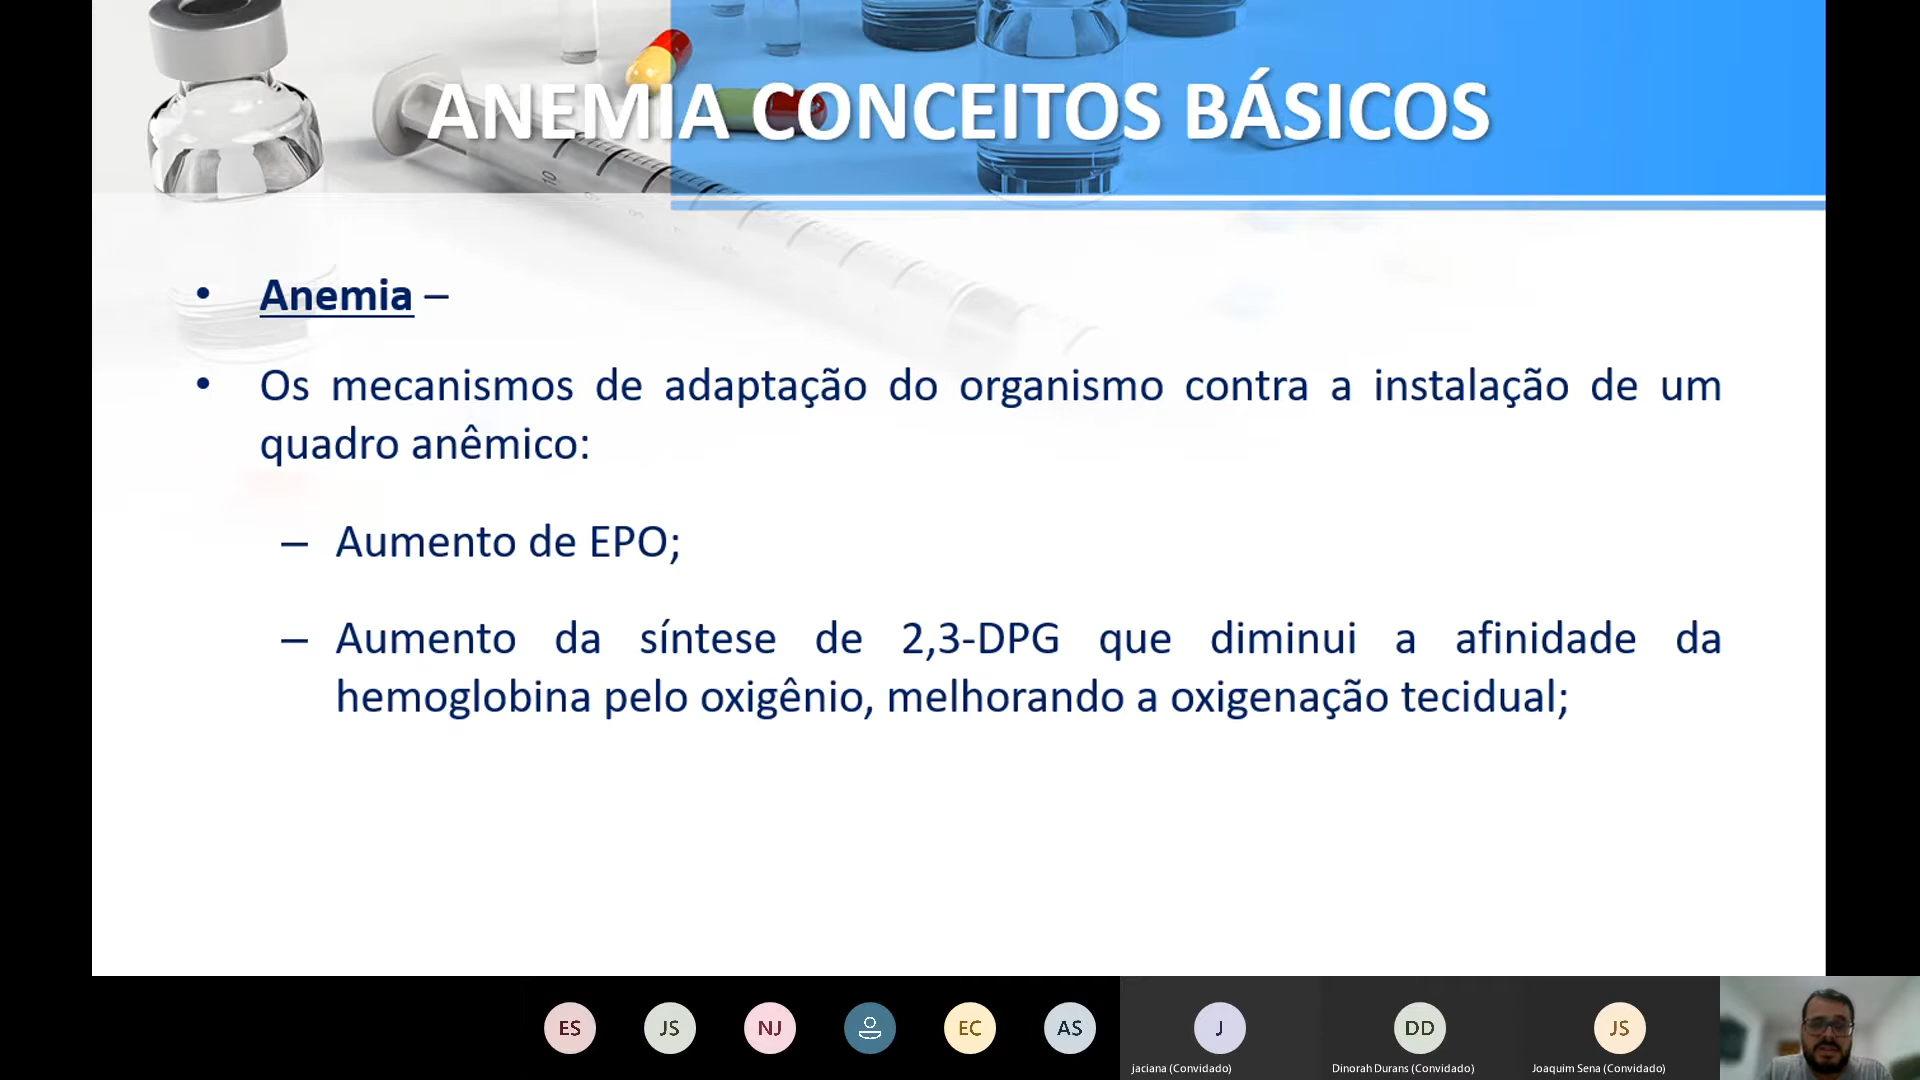 ANEMIA CONCEITOS BÁSICOS
• Anemia –
• Os mecanismos de adaptação do organismo contra a instalação de um
quadro anêmico:
– Aumento de EPO;
– Aumento da síntese de 2,3-DPG que diminui a afinidade da
hemoglobina pelo oxigênio, melhorando a oxigenação tecidual;
ES
JS
NJ
EC
AS
J
DD
JS
jaciana (Convidado)
Dinorah Durans (Convidado)
Joaquim Sena (Convidado)
10